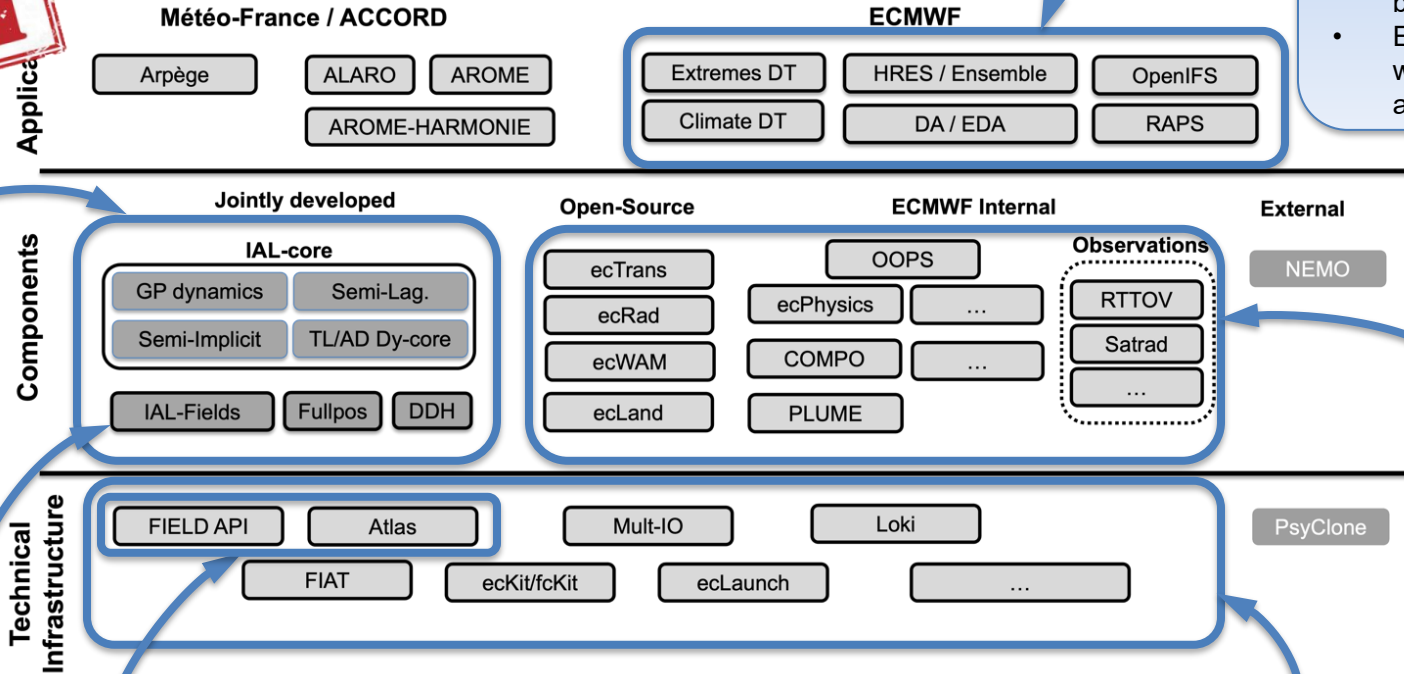 Météo-France / ACCORD
ECMWF
Arpège
ALARO
AROME
AROME-HARMONIE
Extremes DT
HRES / Ensemble
OpenIFS
Climate DT
DA / EDA
RAPS
Jointly developed
Open-Source
ECMWF Internal
External
Components
IAL-core
GP dynamics
Semi-Lag.
Semi-Implicit
TL/AD Dy-core
IAL-Fields
Fullpos
DDH
ecTrans
ecRad
ecWAM
ecLand
OOPS
ecPhysics
...
COMPO
...
PLUME
Observations
RTTOV
Satrad
...
NEMO
Technical
Infrastructure
FIELD API
Atlas
Mult-IO
Loki
FIAT
ecKit/fcKit
ecLaunch
...
PsyClone